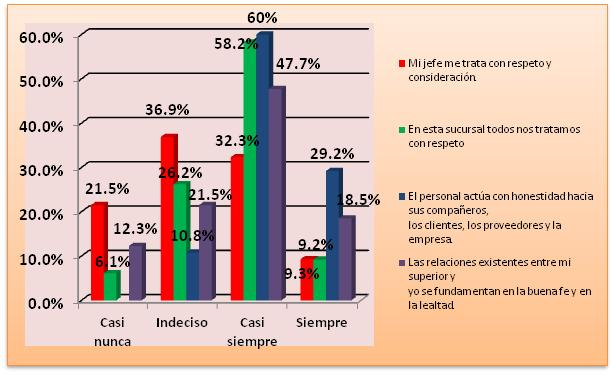 60%
60.0%
58.2%
50.0%
47.7%
40.0%
36.9%
32.3%
30.0%
29.2%
26.2%
21.5%
21.5%
20.0%
18.5%
12.3%
10.8%
10.0%
9.2%
6.1%
9.3%
0.0%
Casi
nunca
Indeciso
Casi
siempre
Siempre
Mi jefe me trata con respeto y
consideración.
En esta sucursal todos nos tratamos
con respeto
El personal actúa con honestidad hacia
sus compañeros,
los clientes, los proveedores y la
empresa.
Las relaciones existentes entre mi
superior y
yo se fundamentan en la buena fe y en
la lealtad.